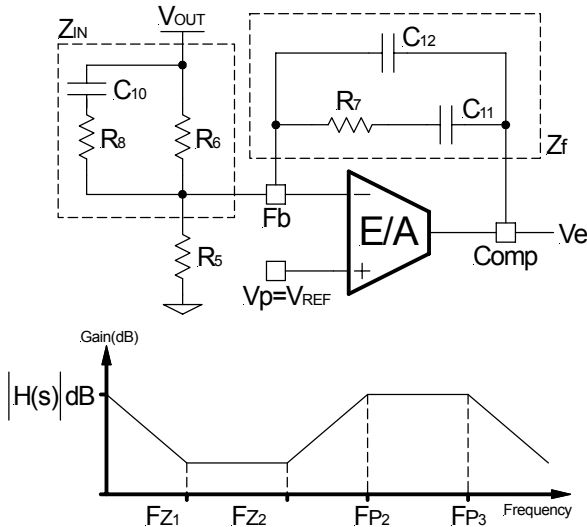 VOUT
ZIN
C12
C10
R7
C11
R8
R6
Zf
Fb
E/A
Ve
R5
Comp
Vp=VREF
Gain(dB)
|H(s)|dB
FZ1
FZ2
FP2
FP3
Frequency